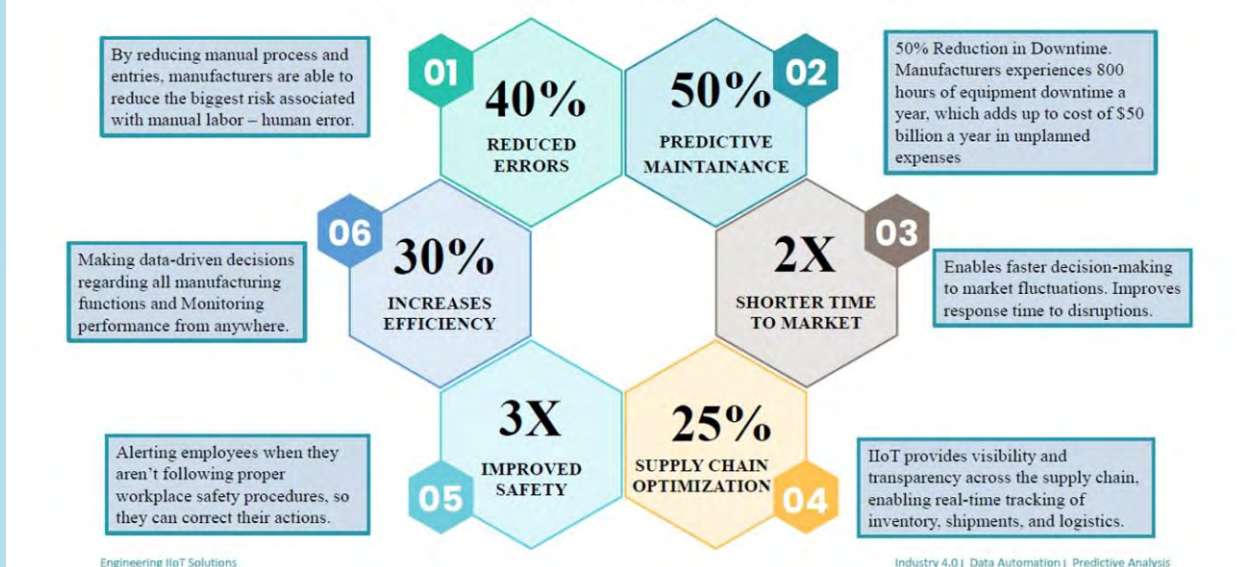 01
40%
REDUCED
ERRORS
By reducing manual process and
entries, manufacturers are able to
reduce the biggest risk associated
with manual labor – human error.
02
50%
PREDICTIVE
MAINTAINANCE
50% Reduction in Downtime.
Manufacturers experiences 800
hours of equipment downtime a
year, which adds up to cost of $50
billion a year in unplanned
expenses
03
2X
SHORTER TIME
TO MARKET
Enables faster decision-making
to market fluctuations. Improves
response time to disruptions.
25%
SUPPLY CHAIN
OPTIMIZATION
04
IIoT provides visibility and
transparency across the supply chain,
enabling real-time tracking of
inventory, shipments, and logistics.
3X
IMPROVED
SAFETY
05
Alerting employees when they
aren't following proper
workplace safety procedures, so
they can correct their actions.
06
30%
INCREASES
EFFICIENCY
Making data-driven decisions
regarding all manufacturing
functions and Monitoring
performance from anywhere.
Engineering IIoT Solutions
Industry 4.0 | Data Automation | Predictive Analysis